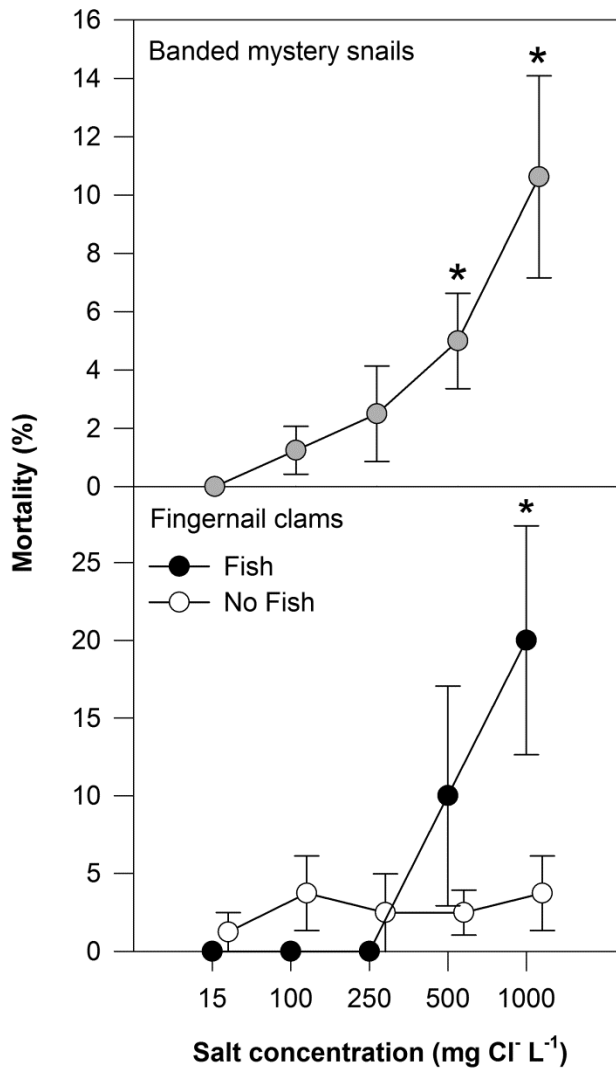 Banded mystery snails
16
14
12
10
8
6
4
2
0
*
*
Mortality (%)
Fingernail clams
Fish
No Fish
*
25
20
15
10
5
0
15 100 250 500 1000
Salt concentration (mg Cl⁻ L⁻¹)